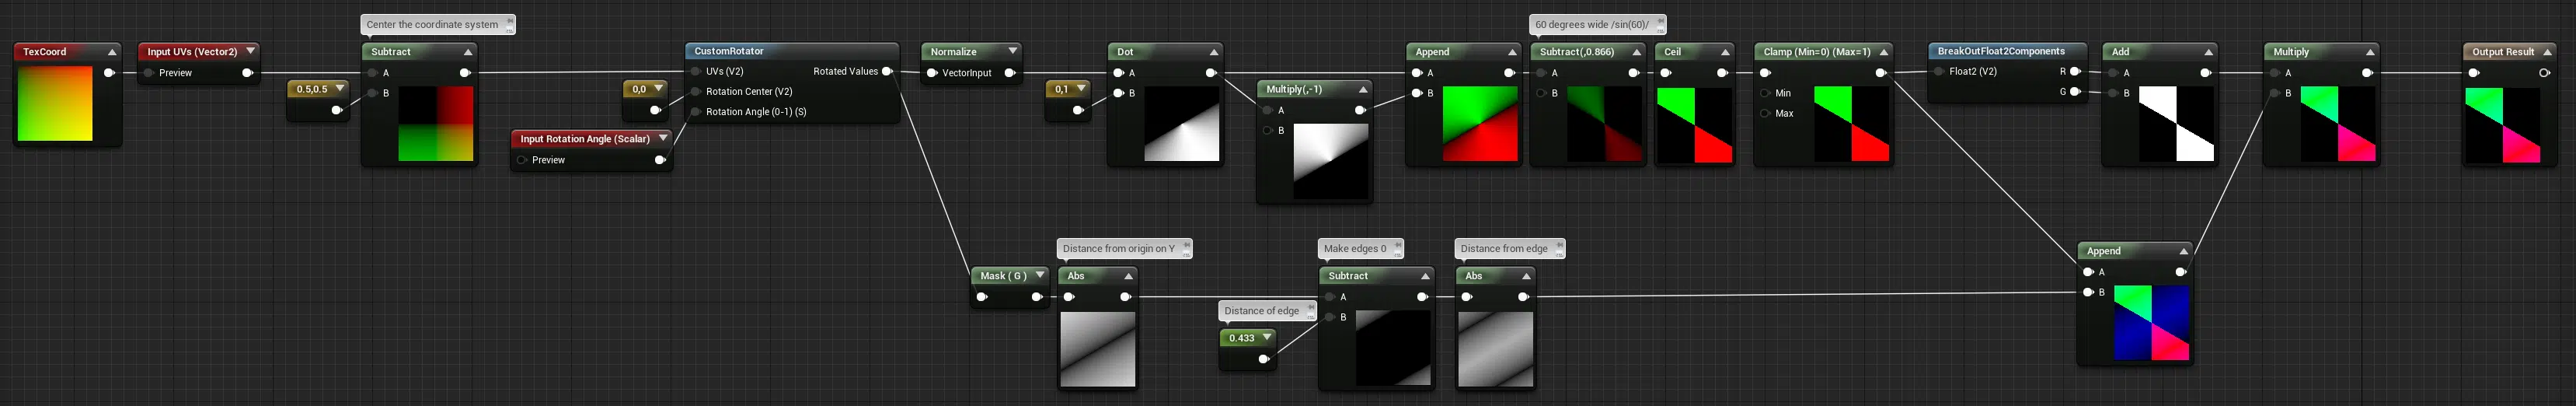 Center the coordinate system
60 degrees wide /sin(60)/
TexCoord
Input UVs (Vector2)
Preview
Subtract
A
B
0.5,0.5
0,0
Input Rotation Angle (Scalar)
Preview
CustomRotator
UVs (V2)
Rotated Values
Rotation Center (V2)
Rotation Angle (0-1) (S)
Normalize
VectorInput
0,1
Dot
A
B
Multiply(,-1)
A
B
Append
A
B
Subtract(,0.866)
A
B
Ceil
Clamp (Min=0) (Max=1)
Min
Max
BreakOutFloat2Components
Float2 (V2)
R
G
Add
A
B
Multiply
A
B
Output Result
Distance from origin on Y
Make edges 0
Distance from edge
Mask ( G )
Abs
Distance of edge
0.433
Subtract
A
B
Abs
Append
A
B